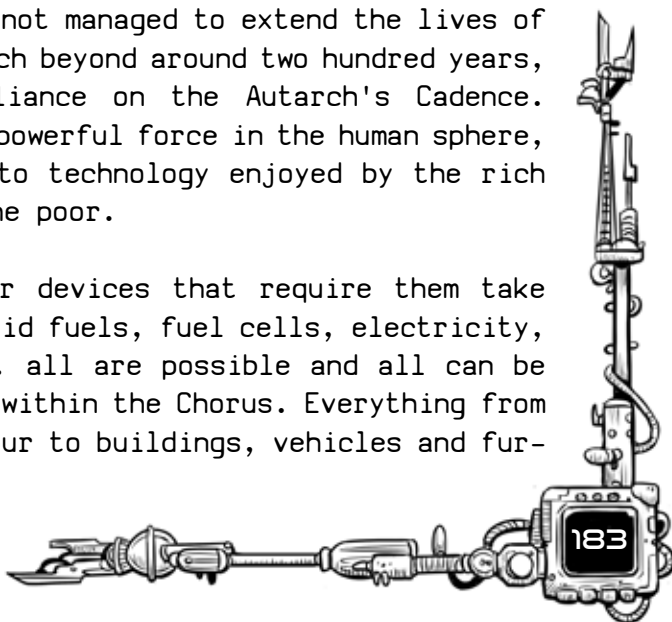 not managed to extend the lives of
ch beyond around two hundred years,
liance on the Autarch's Cadence.
powerful force in the human sphere,
to technology enjoyed by the rich
he poor.
r devices that require them take
id fuels, fuel cells, electricity,
. all are possible and all can be
within the Chorus. Everything from
ur to buildings, vehicles and fur-
183